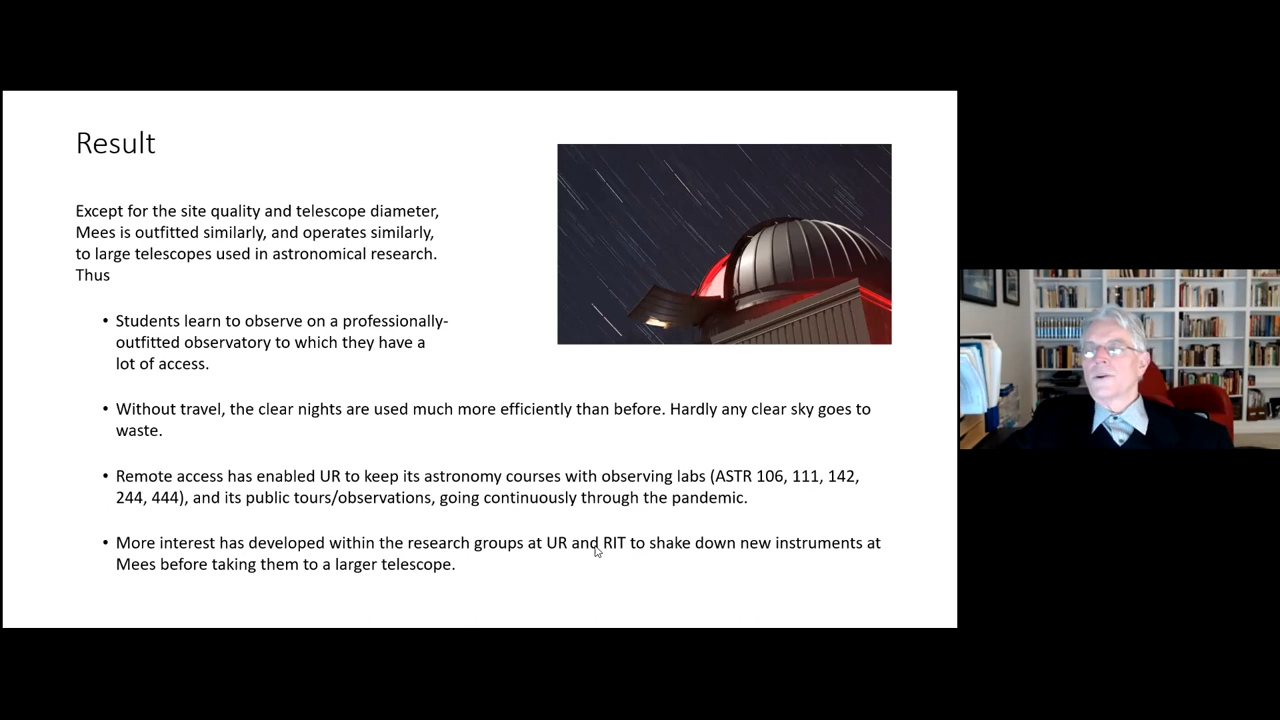 Result
Except for the site quality and telescope diameter,
Mees is outfitted similarly, and operates similarly,
to large telescopes used in astronomical research.
Thus
• Students learn to observe on a professionally-
outfitted observatory to which they have a
lot of access.
• Without travel, the clear nights are used much more efficiently than before. Hardly any clear sky goes to
waste.
• Remote access has enabled UR to keep its astronomy courses with observing labs (ASTR 106, 111, 142,
244, 444), and its public tours/observations, going continuously through the pandemic.
• More interest has developed within the research groups at UR and RIT to shake down new instruments at
Mees before taking them to a larger telescope.